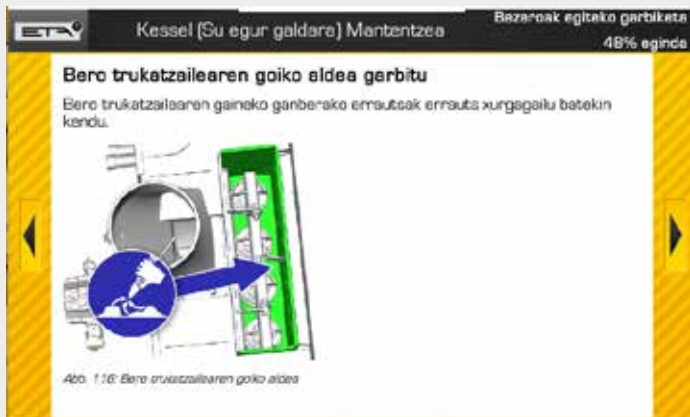 ETA
Kessel (Su egur galdara) Mantentzea
Bezeroak egiteko garbiketa
48% eginda
Bero trukatzailearen goiko aldea garbitu
Bero trukatzailearen gaineko ganberako errautsak errauts xurgagailu batekin
kendu.
Abb. 116: Bero trukatzailearen goiko aldea